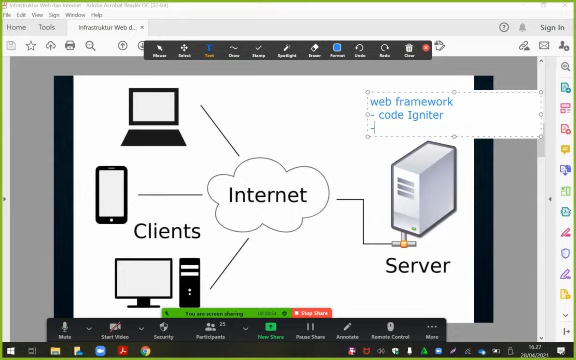 Infrastruktur Web dan Internet - Adobe Acrobat Reader DC (32-bit)
File Edit View Sign Window Help
Home Tools Infrastruktur Web d... × Sign In
Mouse Select Text Draw Stamp Spotlight Eraser Format Undo Redo Clear
web framework
- code Igniter
-
Internet
Clients
Server
You are screen sharing Stop Share
Mute Start Video Security Participants 25 New Share Pause Share Annotate Remote Control More
16.27
28/04/2021